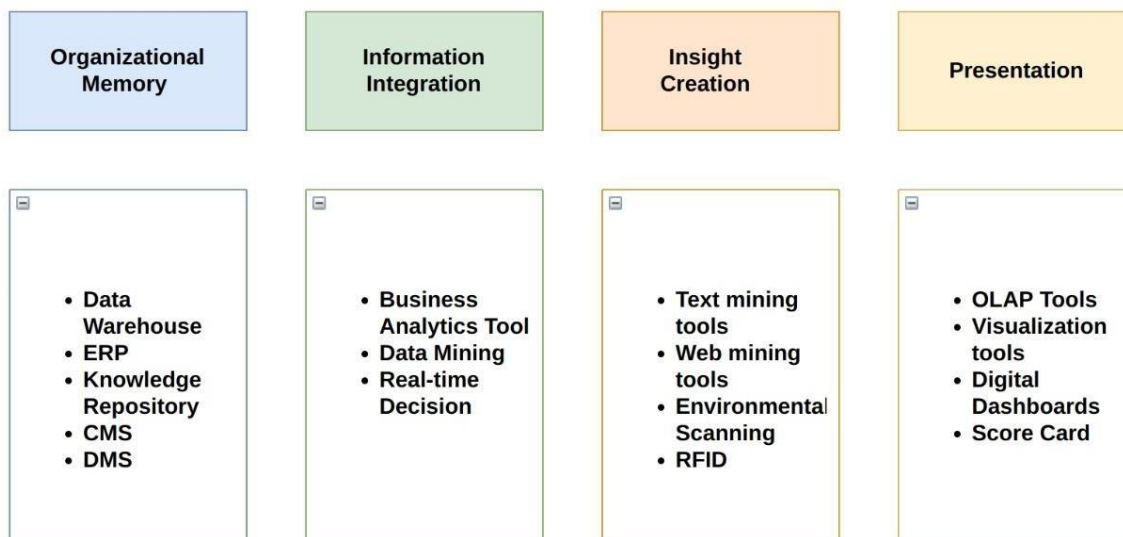 Organizational
Memory
Information
Integration
Insight
Creation
Presentation
• Data
Warehouse
• ERP
• Knowledge
Repository
• CMS
• DMS
• Business
Analytics Tool
• Data Mining
• Real-time
Decision
• Text mining
tools
• Web mining
tools
• Environmental
Scanning
• RFID
• OLAP Tools
• Visualization
tools
• Digital
Dashboards
• Score Card